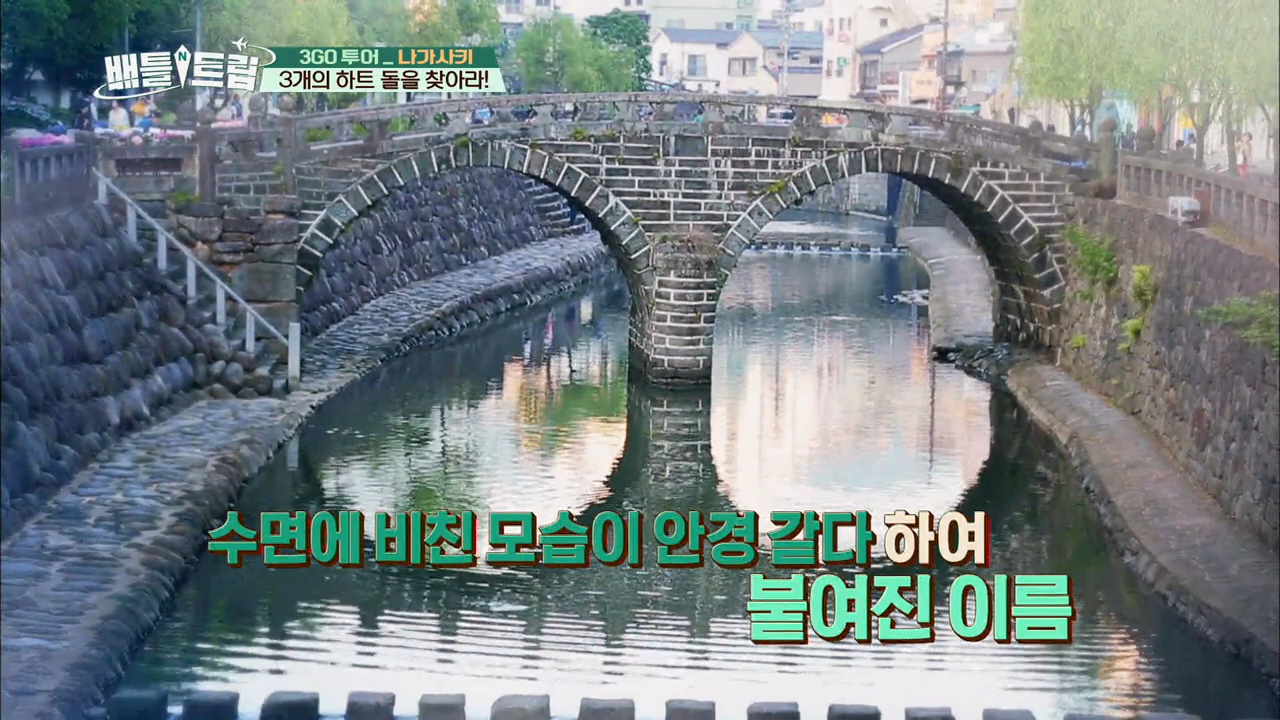 배틀트립
3GO 투어 _ 나가사키
3개의 하트 돌을 찾아라!
수면에 비친 모습이 안경 같다 하여
붙여진 이름